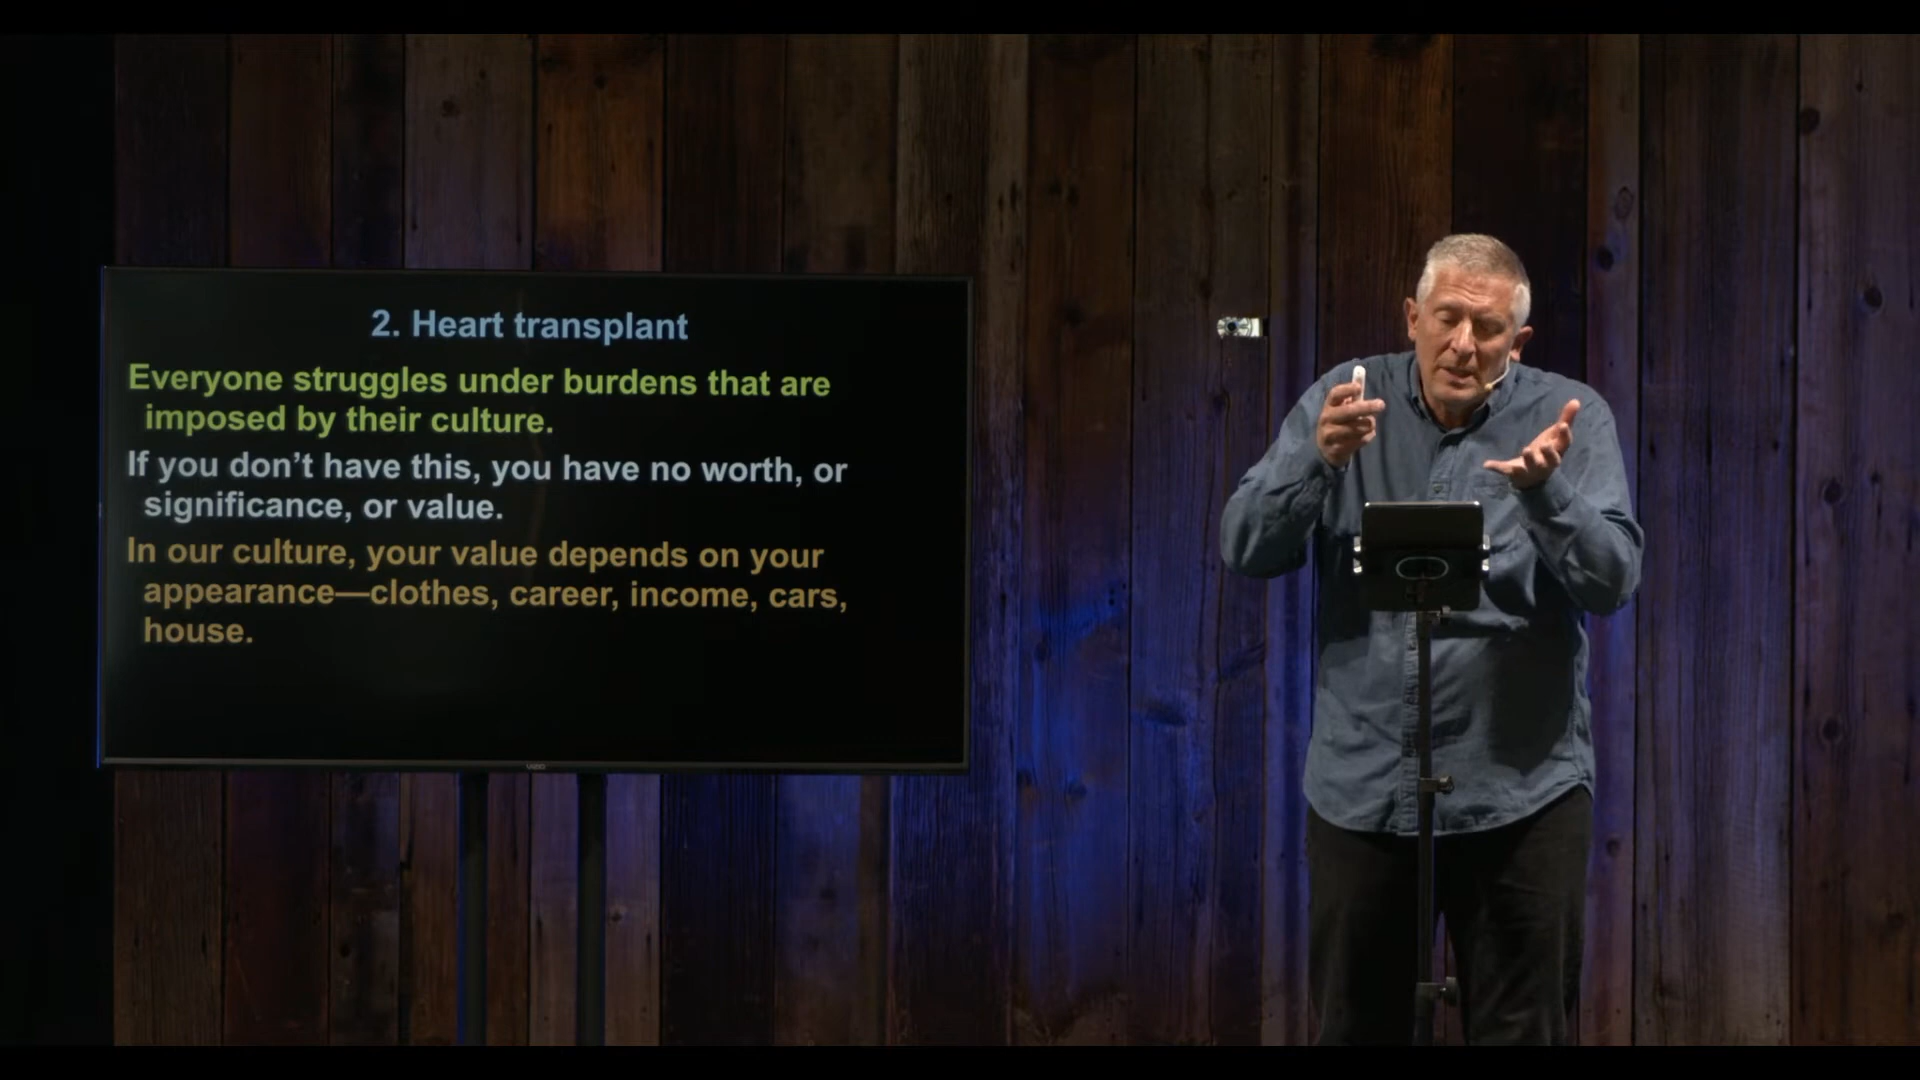 2. Heart transplant
Everyone struggles under burdens that are
imposed by their culture.
If you don’t have this, you have no worth, or
significance, or value.
In our culture, your value depends on your
appearance—clothes, career, income, cars,
house.
VIZIO